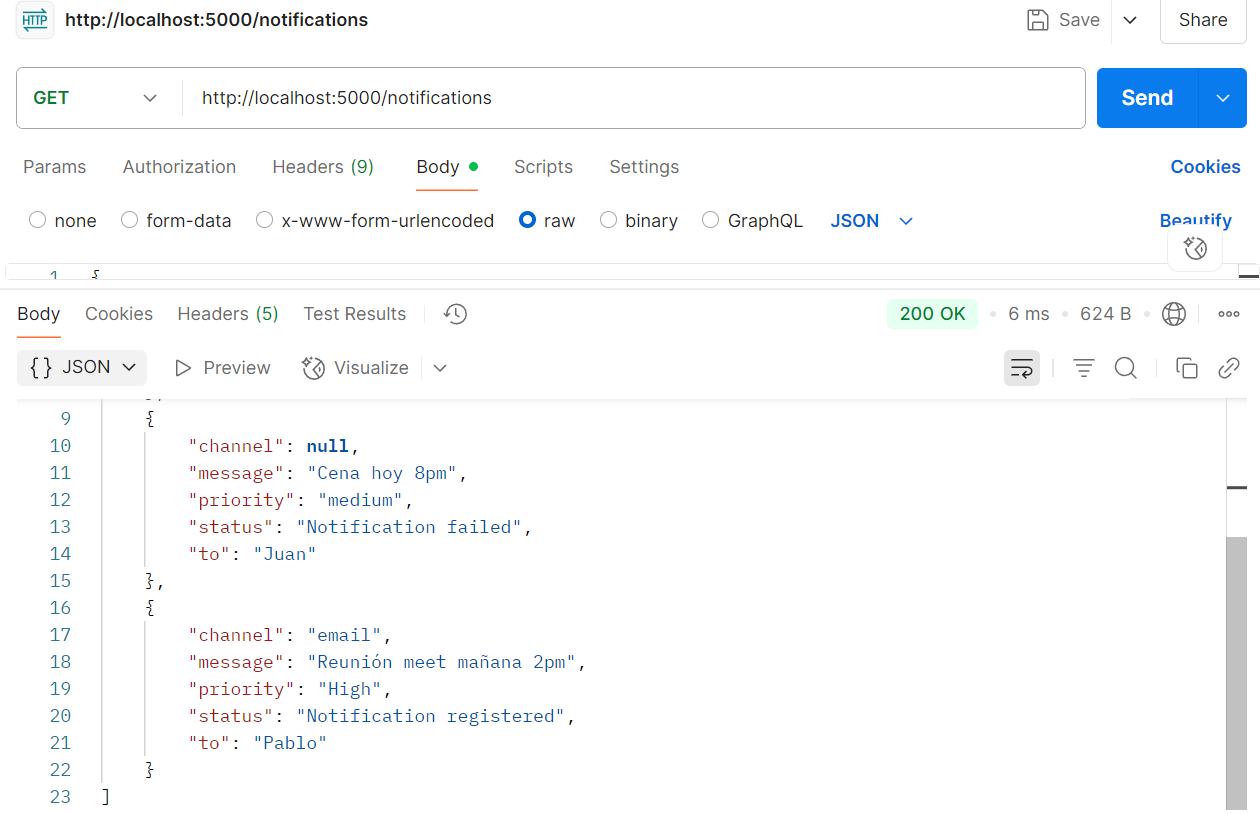 HTTP http://localhost:5000/notifications Save Share
GET http://localhost:5000/notifications Send
Params Authorization Headers (9) Body Scripts Settings Cookies
none form-data x-www-form-urlencoded raw binary GraphQL JSON Beautify
1 {
Body Cookies Headers (5) Test Results 200 OK 6 ms 624 B
{} JSON Preview Visualize
9 {
10 "channel": null,
11 "message": "Cena hoy 8pm",
12 "priority": "medium",
13 "status": "Notification failed",
14 "to": "Juan"
15 },
16 {
17 "channel": "email",
18 "message": "Reunión meet mañana 2pm",
19 "priority": "High",
20 "status": "Notification registered",
21 "to": "Pablo"
22 }
23 ]